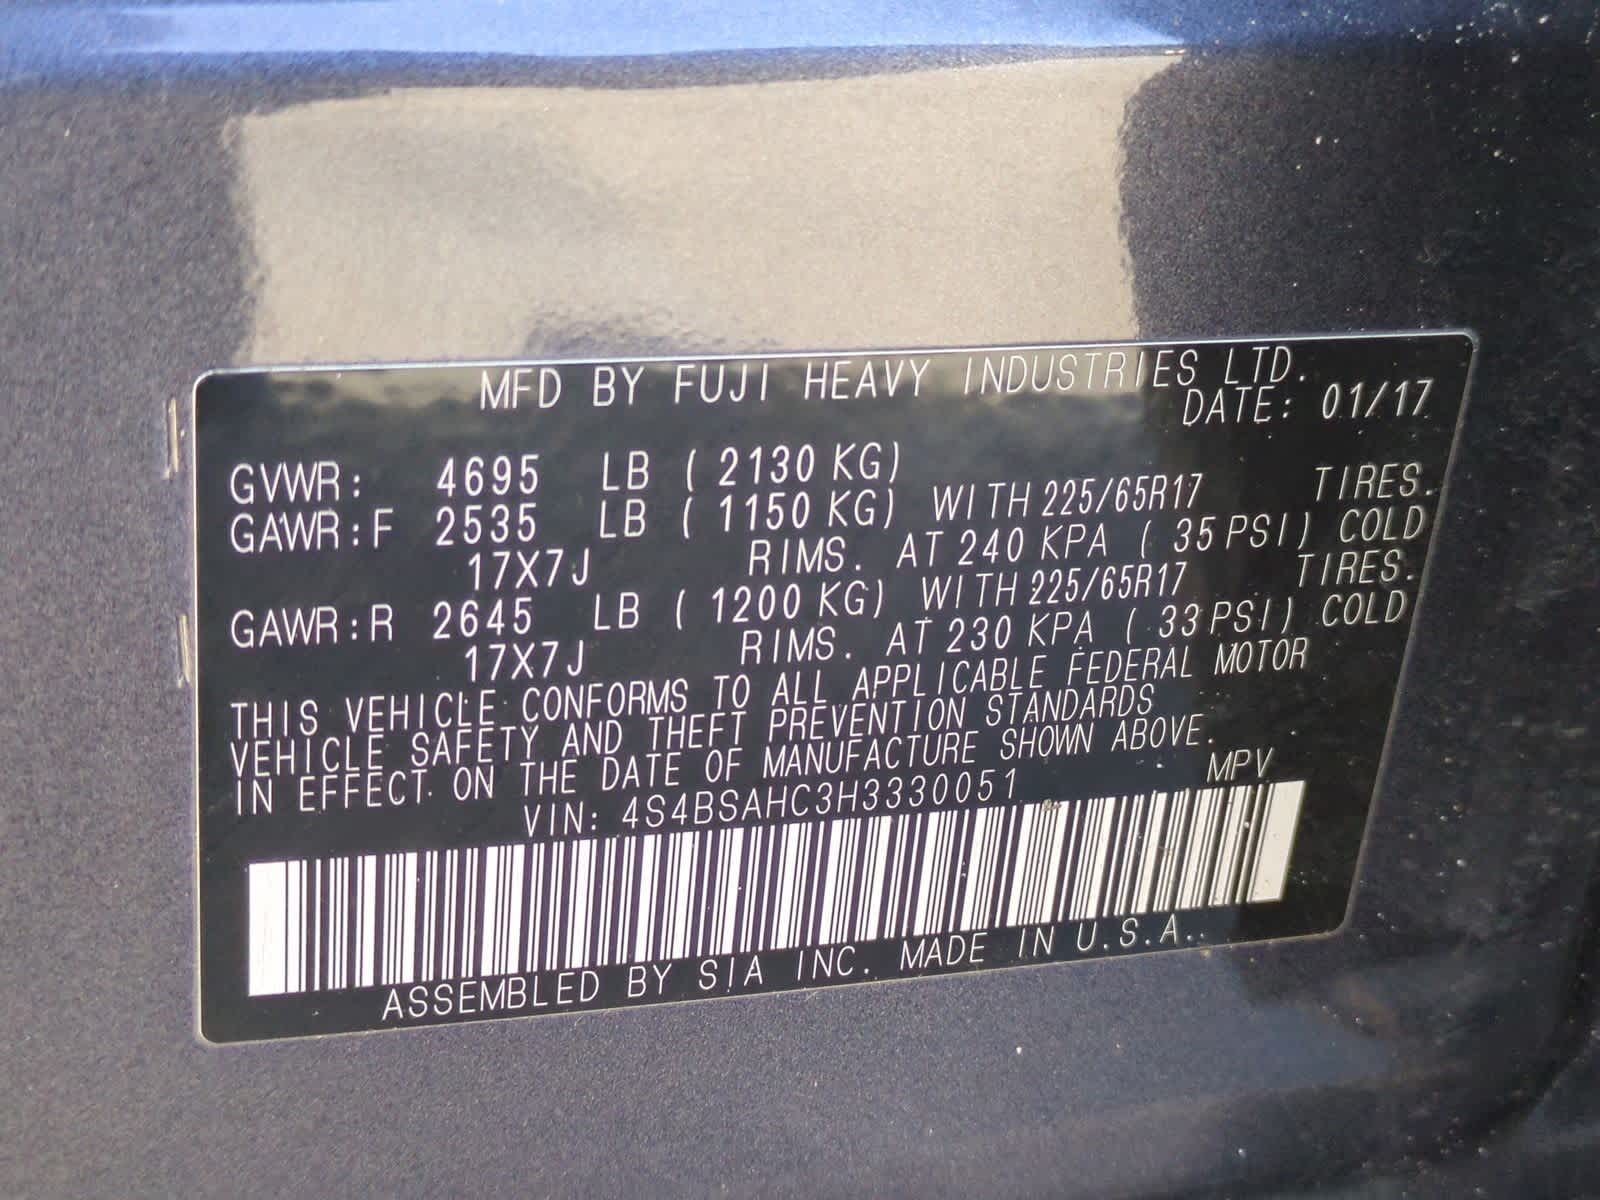 MFD BY FUJI HEAVY INDUSTRIES LTD.
DATE: 01/17
GVWR: 4695 LB ( 2130 KG)
GAWR:F 2535 LB ( 1150 KG) WITH 225/65R17 TIRES.
17X7J RIMS. AT 240 KPA ( 35 PSI) COLD
GAWR:R 2645 LB ( 1200 KG) WITH 225/65R17 TIRES.
17X7J RIMS. AT 230 KPA ( 33 PSI) COLD
THIS VEHICLE CONFORMS TO ALL APPLICABLE FEDERAL MOTOR
VEHICLE SAFETY AND THEFT PREVENTION STANDARDS
IN EFFECT ON THE DATE OF MANUFACTURE SHOWN ABOVE.
VIN: 4S4BSAHC3H3330051 MPV
ASSEMBLED BY SIA INC. MADE IN U.S.A..